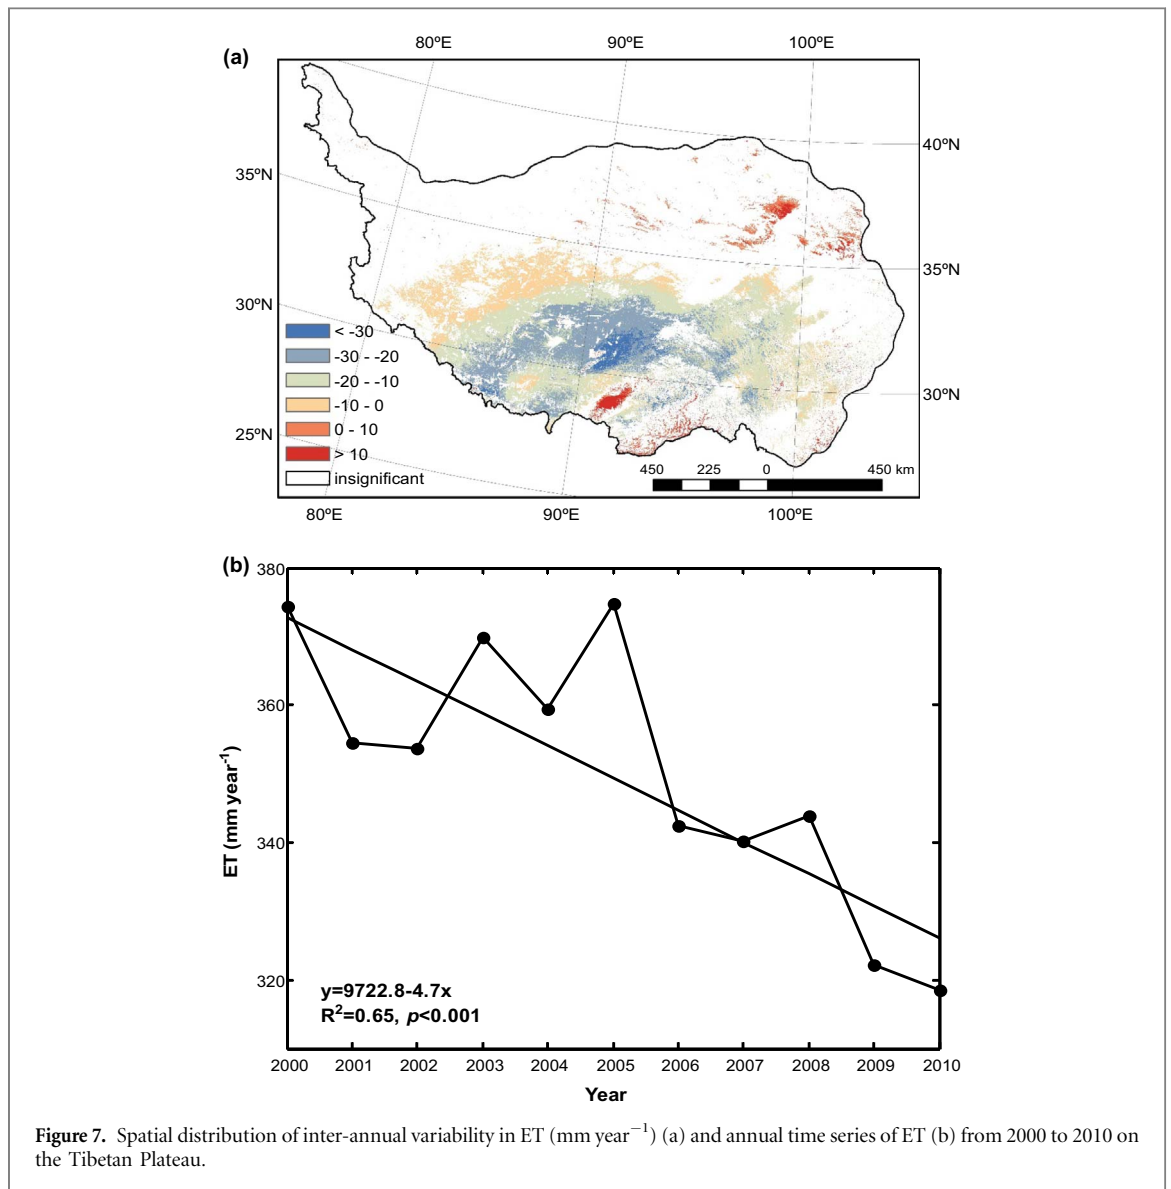 (a)
80ºE 90ºE 100ºE
40ºN
35ºN
35ºN
30ºN
30ºN
25ºN
< -30
-30 - -20
-20 - -10
-10 - 0
0 - 10
> 10
insignificant
450 225 0 450 km
80ºE 90ºE 100ºE
(b)
380
360
340
320
ET (mm year-1)
y=9722.8-4.7x
R2=0.65, p<0.001
2000 2001 2002 2003 2004 2005 2006 2007 2008 2009 2010
Year
Figure 7. Spatial distribution of inter-annual variability in ET (mm year−1) (a) and annual time series of ET (b) from 2000 to 2010 on
the Tibetan Plateau.